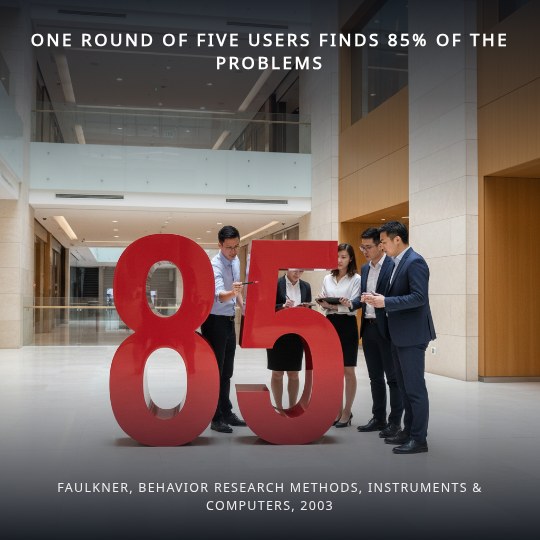 ONE ROUND OF FIVE USERS FINDS 85% OF THE
PROBLEMS
85
FAULKNER, BEHAVIOR RESEARCH METHODS, INSTRUMENTS &
COMPUTERS, 2003